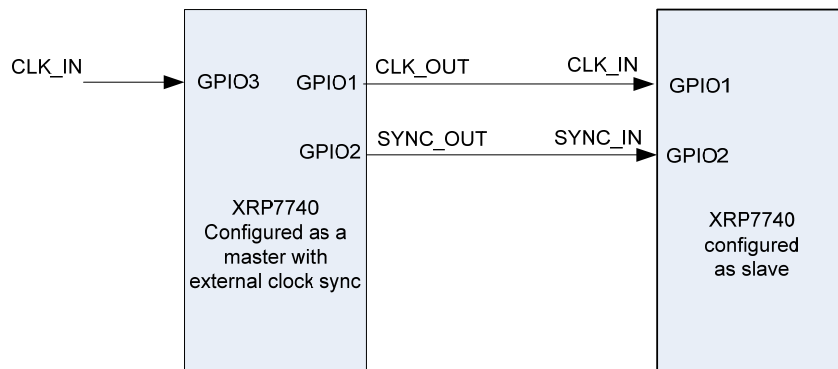 CLK_IN
GPIO3
GPIO1
CLK_OUT
CLK_IN
GPIO1
GPIO2
SYNC_OUT
SYNC_IN
GPIO2
XRP7740
Configured as a
master with
external clock sync
XRP7740
configured
as slave